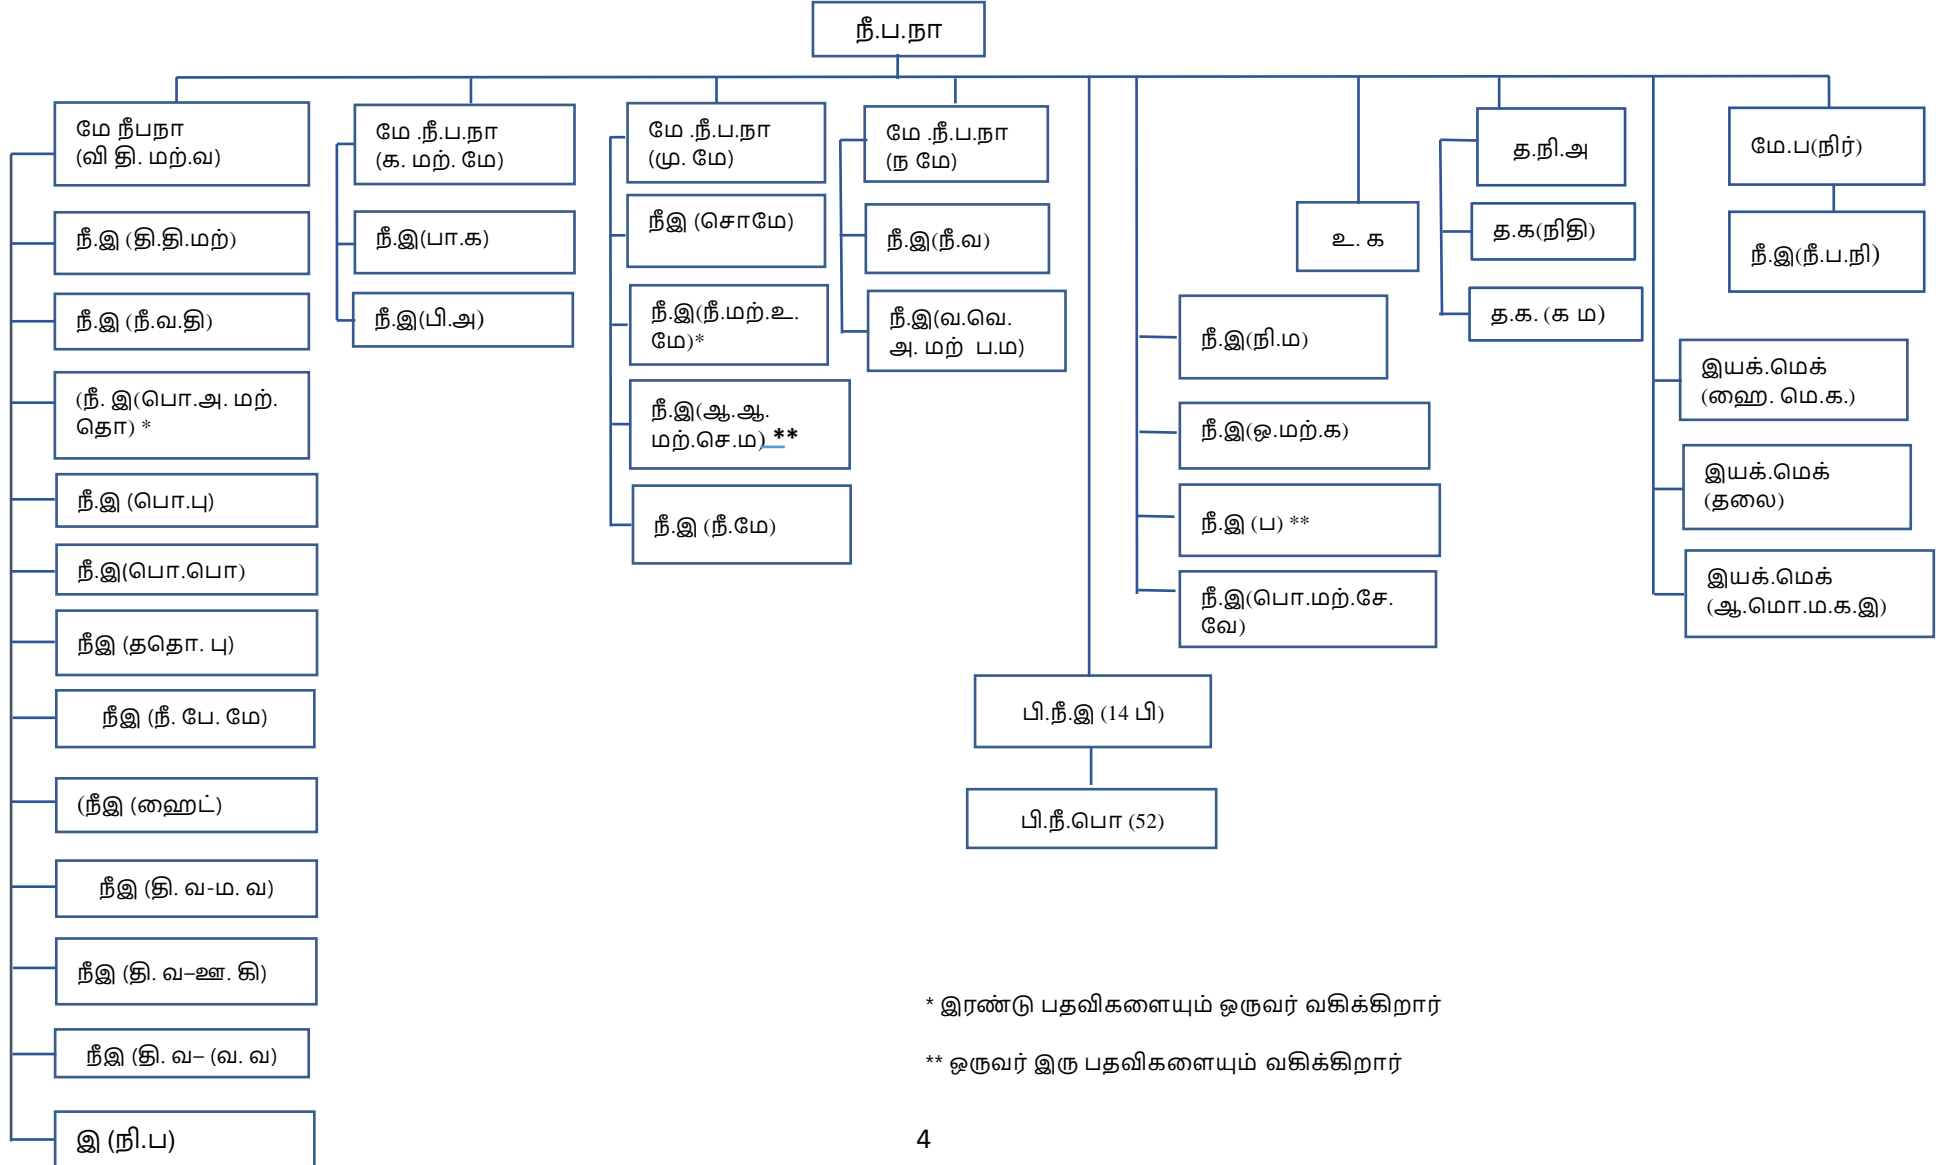 நீ.ப.நா
மே நீபநா
(வி தி. மற்.வ)
நீ.இ (தி.தி.மற்)
நீ.இ (நீ.வ.தி)
(நீ. இ(பொ.அ. மற்.
தொ) *
நீ.இ (பொ.பு)
நீ.இ(பொ.பொ)
நீஇ (ததொ. பு)
நீஇ (நீ. பே. மே)
(நீஇ (ஹைட்)
நீஇ (தி. வ-ம. வ)
நீஇ (தி. வ–ஊ. கி)
நீஇ (தி. வ– (வ. வ)
இ (நி.ப)
மே .நீ.ப.நா
(க. மற். மே)
நீ.இ(பா.க)
நீ.இ(பி.அ)
மே .நீ.ப.நா
(மு. மே)
நீஇ (சொமே)
நீ.இ(நீ.மற்.உ.
மே)*
நீ.இ(ஆ.ஆ.
மற்.செ.ம) **
நீ.இ (நீ.மே)
மே .நீ.ப.நா
(ந மே)
நீ.இ(நீ.வ)
நீ.இ(வ.வெ.
அ. மற் ப.ம)
பி.நீ.இ (14 பி)
பி.நீ.பொ (52)
நீ.இ(நி.ம)
நீ.இ(ஒ.மற்.க)
நீ.இ (ப) **
நீ.இ(பொ.மற்.சே.
வே)
உ. க
த.நி.அ
த.க(நிதி)
த.க. (க ம)
இயக்.மெக்
(ஹை. மெ.க.)
இயக்.மெக்
(தலை)
இயக்.மெக்
(ஆ.மொ.ம.க.இ)
மே.ப(நிர்)
நீ.இ(நீ.ப.நி)
* இரண்டு பதவிகளையும் ஒருவர் வகிக்கிறார்
** ஒருவர் இரு பதவிகளையும் வகிக்கிறார்
4